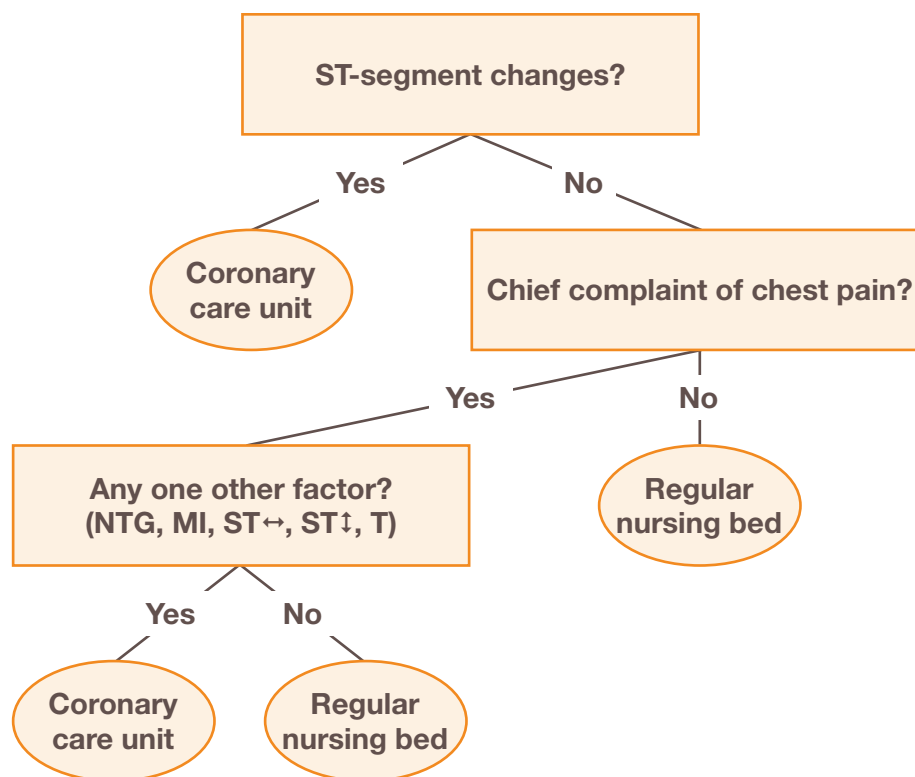 ST-segment changes?
Yes
No
Coronary
care unit
Chief complaint of chest pain?
Yes
No
Any one other factor?
(NTG, MI, ST↔, ST↕, T)
Regular
nursing bed
Yes
No
Coronary
care unit
Regular
nursing bed